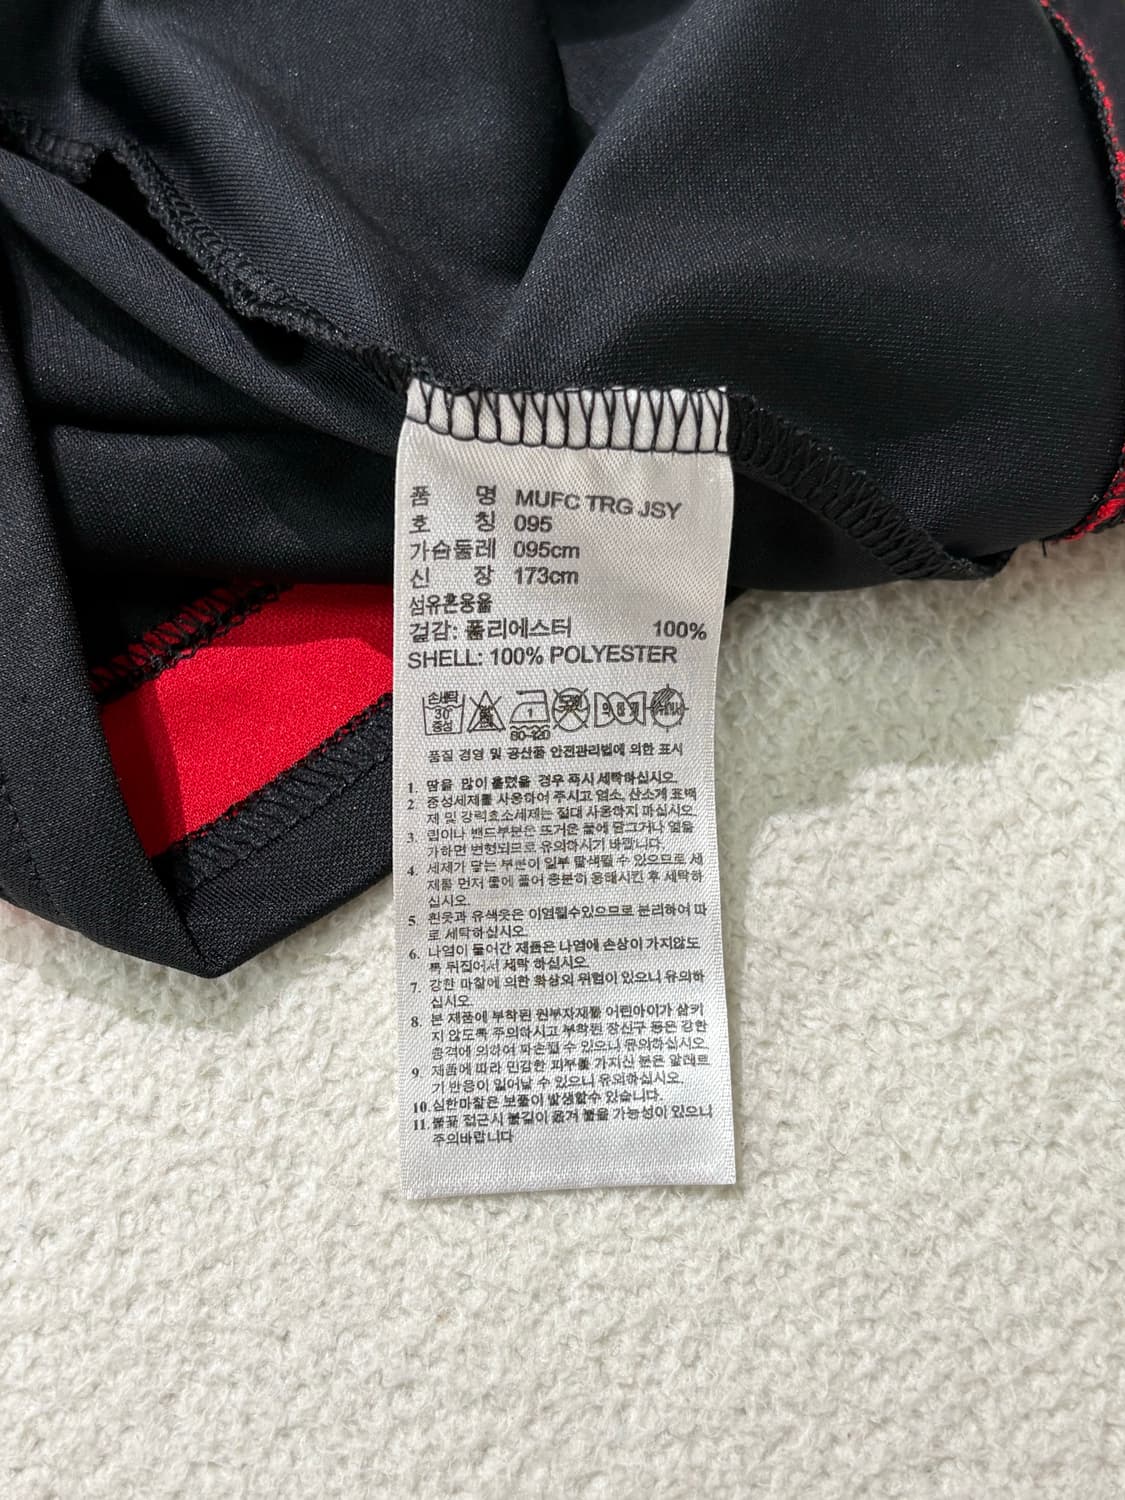 품 명 MUFC TRG JSY
호 칭 095
가슴둘레 095cm
신 장 173cm
섬유혼용율
겉감: 폴리에스터 100%
SHELL: 100% POLYESTER
손세탁
30°
중성
1
80-120
품질 경영 및 공산품 안전관리법에 의한 표시
1. 땀을 많이 흘렸을 경우 즉시 세탁하십시오.
2. 중성세제를 사용하여 주시고 염소, 산소계 표백
제 및 강력효소세제는 절대 사용하지 마십시오.
3. 립이나 밴드부분은 뜨거운 물에 담그거나 열을
가하면 변형되므로 유의하시기 바랍니다.
4. 세제가 닿는 부분이 일부 탈색될 수 있으므로 세
제를 먼저 물에 풀어 충분히 용해시킨 후 세탁하
십시오.
5. 흰옷과 유색옷은 이염될수있으므로 분리하여 따
로 세탁하십시오.
6. 나염이 들어간 제품은 나염에 손상이 가지않도
록 뒤집어서 세탁 하십시오.
7. 강한 마찰에 의한 화상의 위험이 있으니 유의하
십시오.
8. 본 제품에 부착된 원부자재를 어린아이가 삼키
지 않도록 주의하시고 부착된 장신구 등은 강한
충격에 의하여 파손될 수 있으니 유의하십시오.
9. 제품에 따라 민감한 피부를 가지신 분은 알레르
기 반응이 일어날 수 있으니 유의하십시오.
10. 심한마찰은 보풀이 발생할수 있습니다.
11. 불꽃 접근시 불길이 옮겨 붙을 가능성이 있으니
주의바랍니다